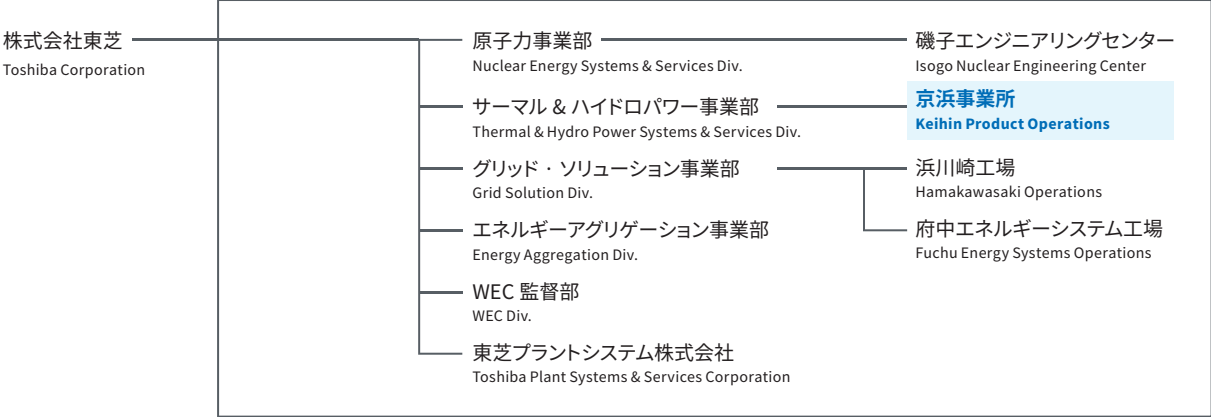 株式会社東芝
Toshiba Corporation
原子力事業部
Nuclear Energy Systems & Services Div.
磯子エンジニアリングセンター
Isogo Nuclear Engineering Center
サーマル & ハイドロパワー事業部
Thermal & Hydro Power Systems & Services Div.
京浜事業所
Keihin Product Operations
グリッド・ソリューション事業部
Grid Solution Div.
浜川崎工場
Hamakawasaki Operations
エネルギーアグリゲーション事業部
Energy Aggregation Div.
府中エネルギーシステム工場
Fuchu Energy Systems Operations
WEC 監督部
WEC Div.
東芝プラントシステム株式会社
Toshiba Plant Systems & Services Corporation